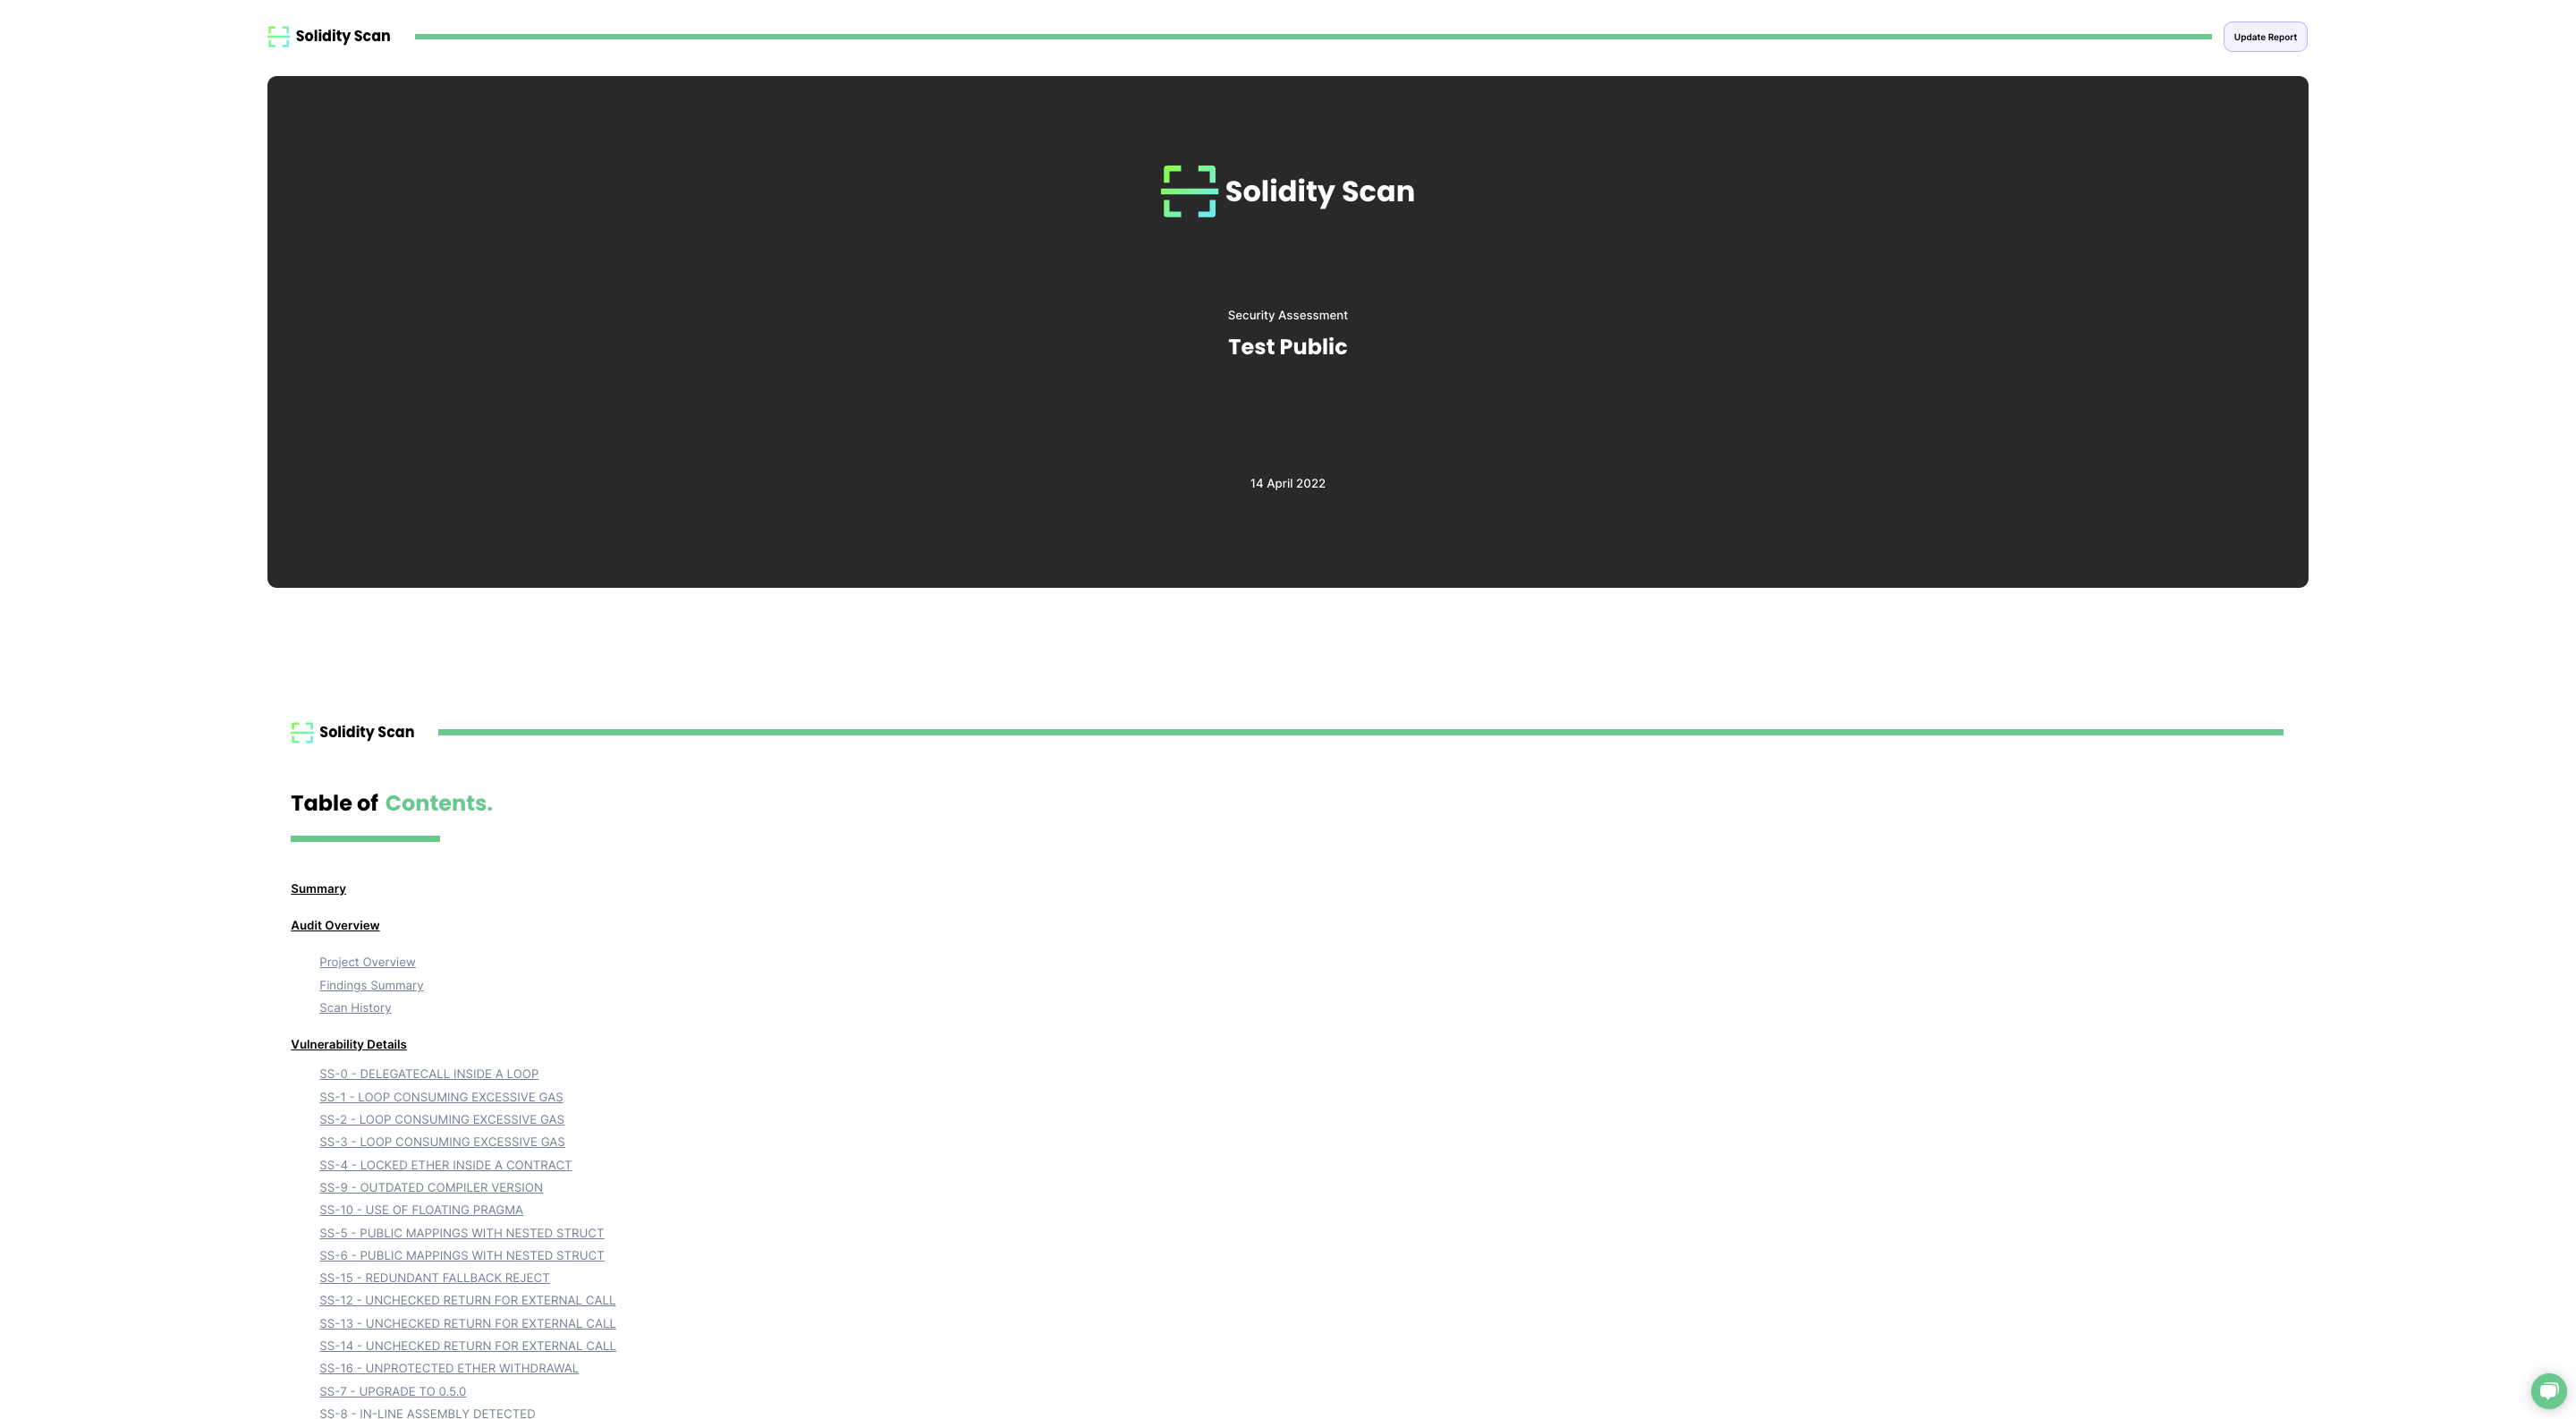 Solidity Scan
Update Report
Solidity Scan
Security Assessment
Test Public
14 April 2022
Solidity Scan
Table of Contents.
Summary
Audit Overview
Project Overview
Findings Summary
Scan History
Vulnerability Details
SS-0 - DELEGATECALL INSIDE A LOOP
SS-1 - LOOP CONSUMING EXCESSIVE GAS
SS-2 - LOOP CONSUMING EXCESSIVE GAS
SS-3 - LOOP CONSUMING EXCESSIVE GAS
SS-4 - LOCKED ETHER INSIDE A CONTRACT
SS-9 - OUTDATED COMPILER VERSION
SS-10 - USE OF FLOATING PRAGMA
SS-5 - PUBLIC MAPPINGS WITH NESTED STRUCT
SS-6 - PUBLIC MAPPINGS WITH NESTED STRUCT
SS-15 - REDUNDANT FALLBACK REJECT
SS-12 - UNCHECKED RETURN FOR EXTERNAL CALL
SS-13 - UNCHECKED RETURN FOR EXTERNAL CALL
SS-14 - UNCHECKED RETURN FOR EXTERNAL CALL
SS-16 - UNPROTECTED ETHER WITHDRAWAL
SS-7 - UPGRADE TO 0.5.0
SS-8 - IN-LINE ASSEMBLY DETECTED